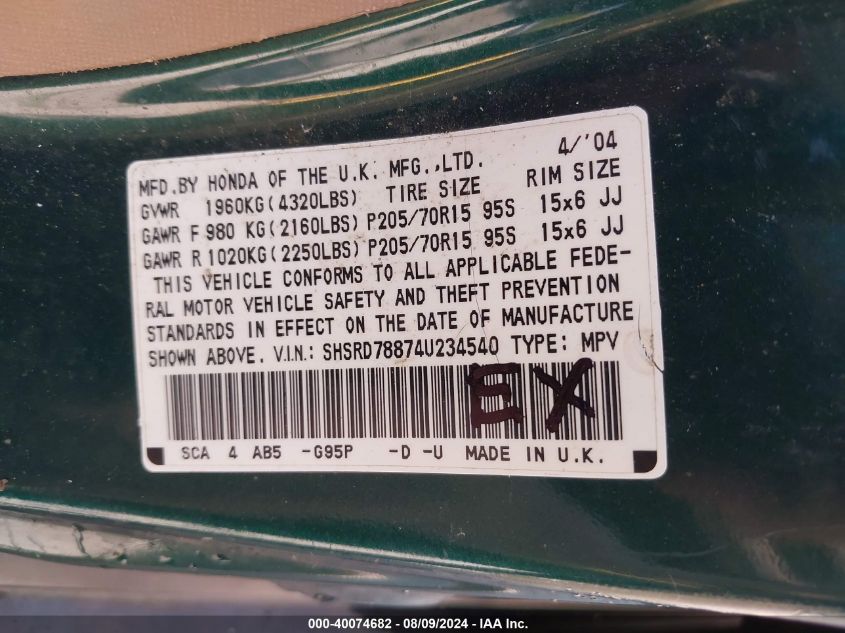 MFD.BY HONDA OF THE U.K. MFG.,LTD. 4/'04
GVWR 1960KG(4320LBS) TIRE SIZE RIM SIZE
GAWR F 980 KG(2160LBS) P205/70R15 95S 15x6 JJ
GAWR R 1020KG(2250LBS) P205/70R15 95S 15x6 JJ
THIS VEHICLE CONFORMS TO ALL APPLICABLE FEDE-
RAL MOTOR VEHICLE SAFETY AND THEFT PREVENTION
STANDARDS IN EFFECT ON THE DATE OF MANUFACTURE
SHOWN ABOVE. V.I.N.: SHSRD78874U234540 TYPE: MPV
EX
SCA 4 AB5 -G95P -D -U MADE IN U.K.
000-40074682 - 08/09/2024 - IAA Inc.